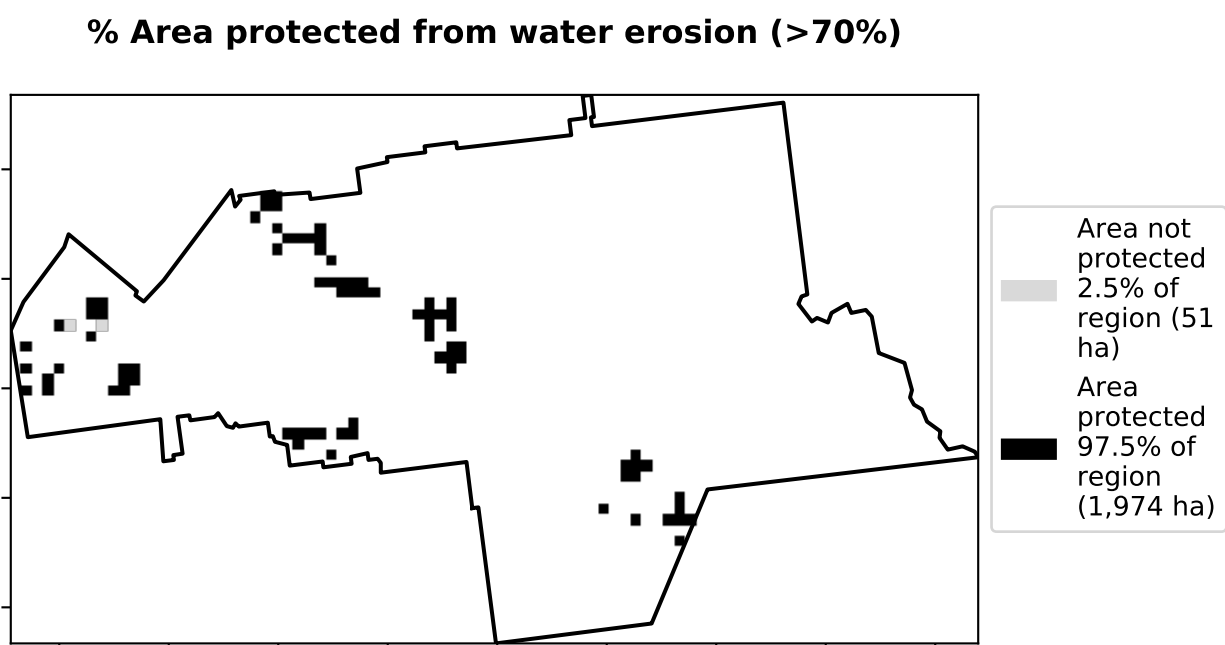 % Area protected from water erosion (>70%)
Area not
protected
2.5% of
region (51
ha)
Area
protected
97.5% of
region
(1,974 ha)